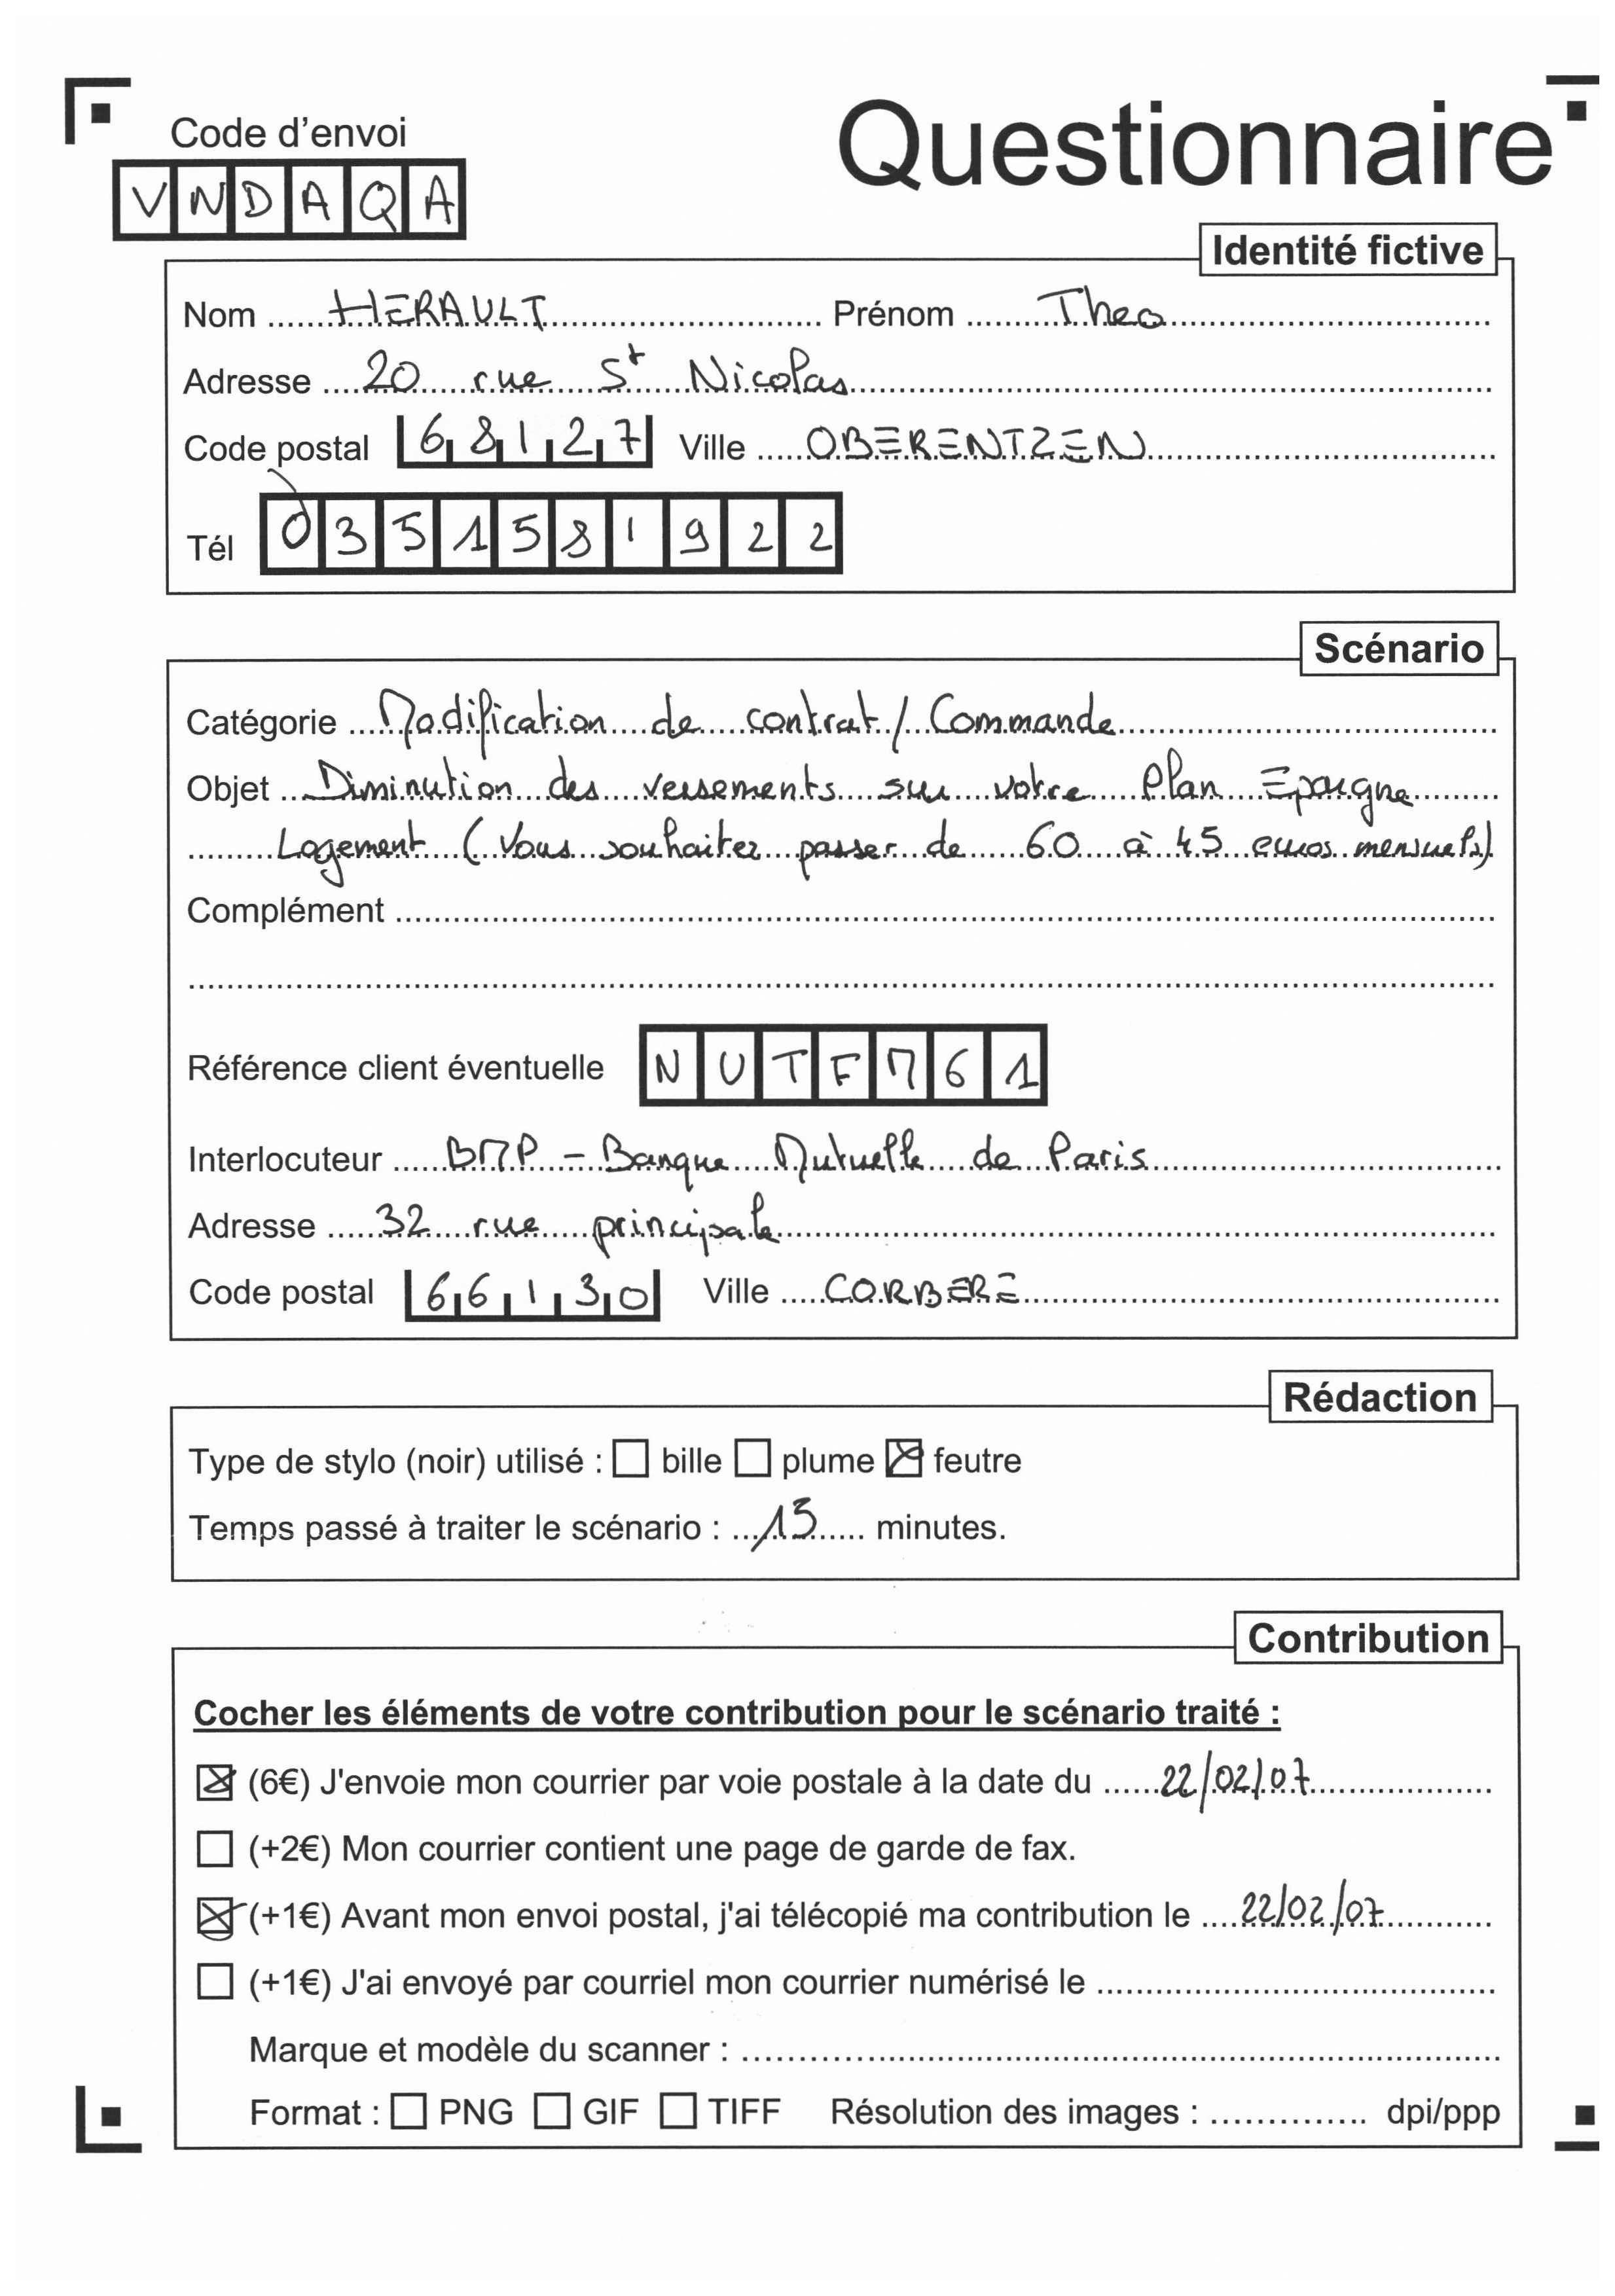 Questionnaire
Code d'envoi
VNDAQA
Identité fictive
Nom HERAULT Prénom Theo
Adresse 20 rue St Nicolas
Code postal 68127 Ville OBERENTZEN
Tél 0351581922
Scénario
Catégorie Modification de contrat / Commande
Objet Diminution des versements sur votre Plan Epargne
Logement (Vous souhaitez passer de 60 à 45 euros mensuels)
Complément
Référence client éventuelle NUTFM61
Interlocuteur BMP - Banque Mutuelle de Paris
Adresse 32 rue principale
Code postal 66130 Ville CORBERE
Rédaction
Type de stylo (noir) utilisé : ☐ bille ☐ plume ☒ feutre
Temps passé à traiter le scénario : 13 minutes.
Contribution
Cocher les éléments de votre contribution pour le scénario traité :
☒ (6€) J'envoie mon courrier par voie postale à la date du 22/02/07
☐ (+2€) Mon courrier contient une page de garde de fax.
☒ (+1€) Avant mon envoi postal, j'ai télécopié ma contribution le 22/02/07
☐ (+1€) J'ai envoyé par courriel mon courrier numérisé le
Marque et modèle du scanner :
Format : ☐ PNG ☐ GIF ☐ TIFF Résolution des images : dpi/ppp